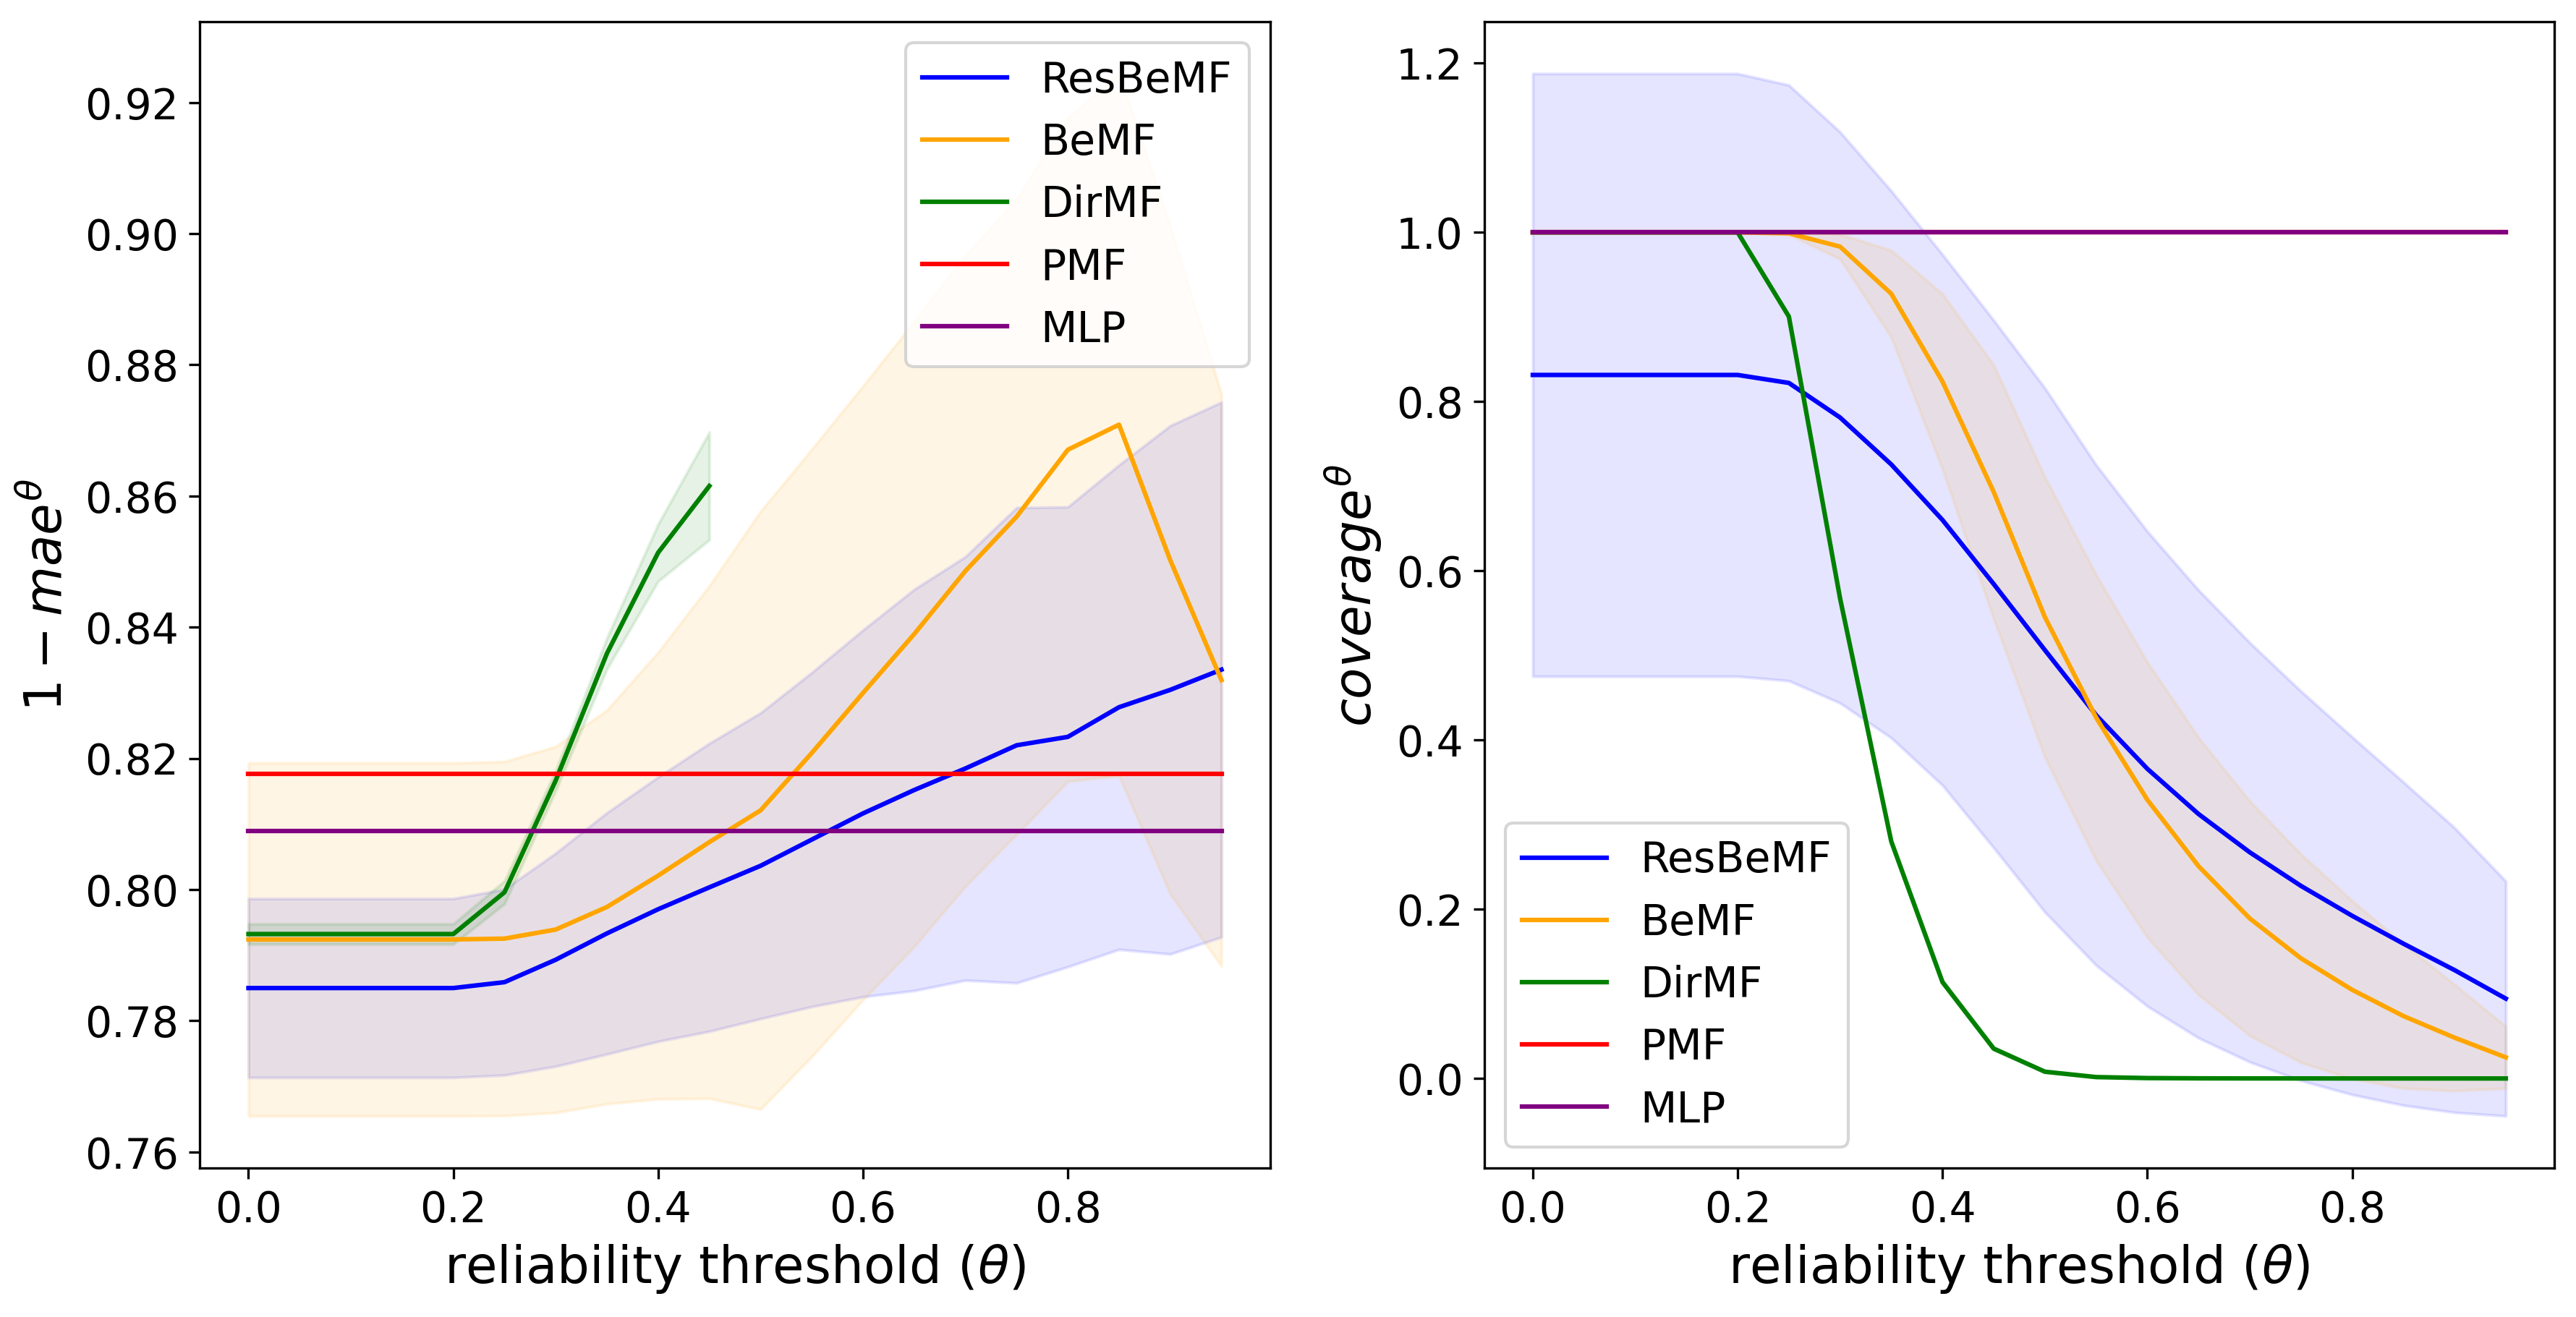 1 − mae^θ
0.92
0.90
0.88
0.86
0.84
0.82
0.80
0.78
0.76
0.0 0.2 0.4 0.6 0.8
reliability threshold (θ)
ResBeMF
BeMF
DirMF
PMF
MLP
coverage^θ
1.2
1.0
0.8
0.6
0.4
0.2
0.0
0.0 0.2 0.4 0.6 0.8
reliability threshold (θ)
ResBeMF
BeMF
DirMF
PMF
MLP